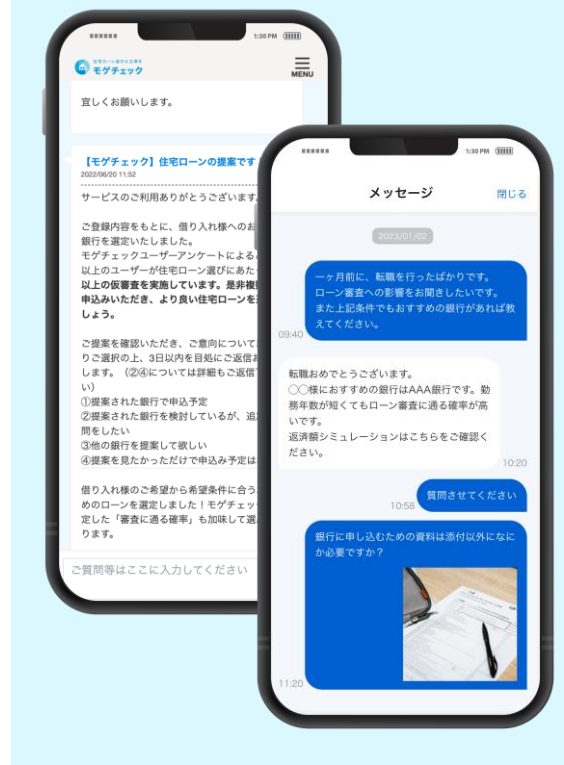 1:30 PM
住宅ローン選びに古場を
モゲチェック
MENU
宜しくお願いします。
【モゲチェック】住宅ローンの提案です
2022/06/20 11:52
サービスのご利用ありがとうございます
ご登録内容をもとに、借り入れ様へのお
銀行を選定いたしました。
モゲチェックユーザーアンケートによると
以上のユーザーが住宅ローン選びにあた
以上の仮審査を実施しています。是非複
申込みいただき、より良い住宅ローンを
しょう。
ご提案を確認いただき、ご意向について
りご選択の上、3日以内を目処にご返信お
します。（②④については詳細もご返信
い）
①提案された銀行で申込予定
②提案された銀行を検討しているが、追
問をしたい
③他の銀行を提案して欲しい
④提案を見たかっただけで申込み予定は
借り入れ様のご希望から希望条件に合う
めのローンを選定しました！モゲチェッ
定した「審査に通る確率」も加味して選
ります。
ご質問等はここに入力してください
1:30 PM
メッセージ
閉じる
2023/01/02
一ヶ月前に、転職を行ったばかりです。
ローン審査への影響をお聞きしたいです。
また上記条件でもおすすめの銀行があれば教
えてください。
09:40
転職おめでとうございます。
◯◯様におすすめの銀行はAAA銀行です。勤
務年数が短くてもローン審査に通る確率が高
いです。
返済額シミュレーションはこちらをご確認く
ださい。
10:20
質問させてください
10:58
銀行に申し込むための資料は添付以外になに
か必要ですか？
11:20